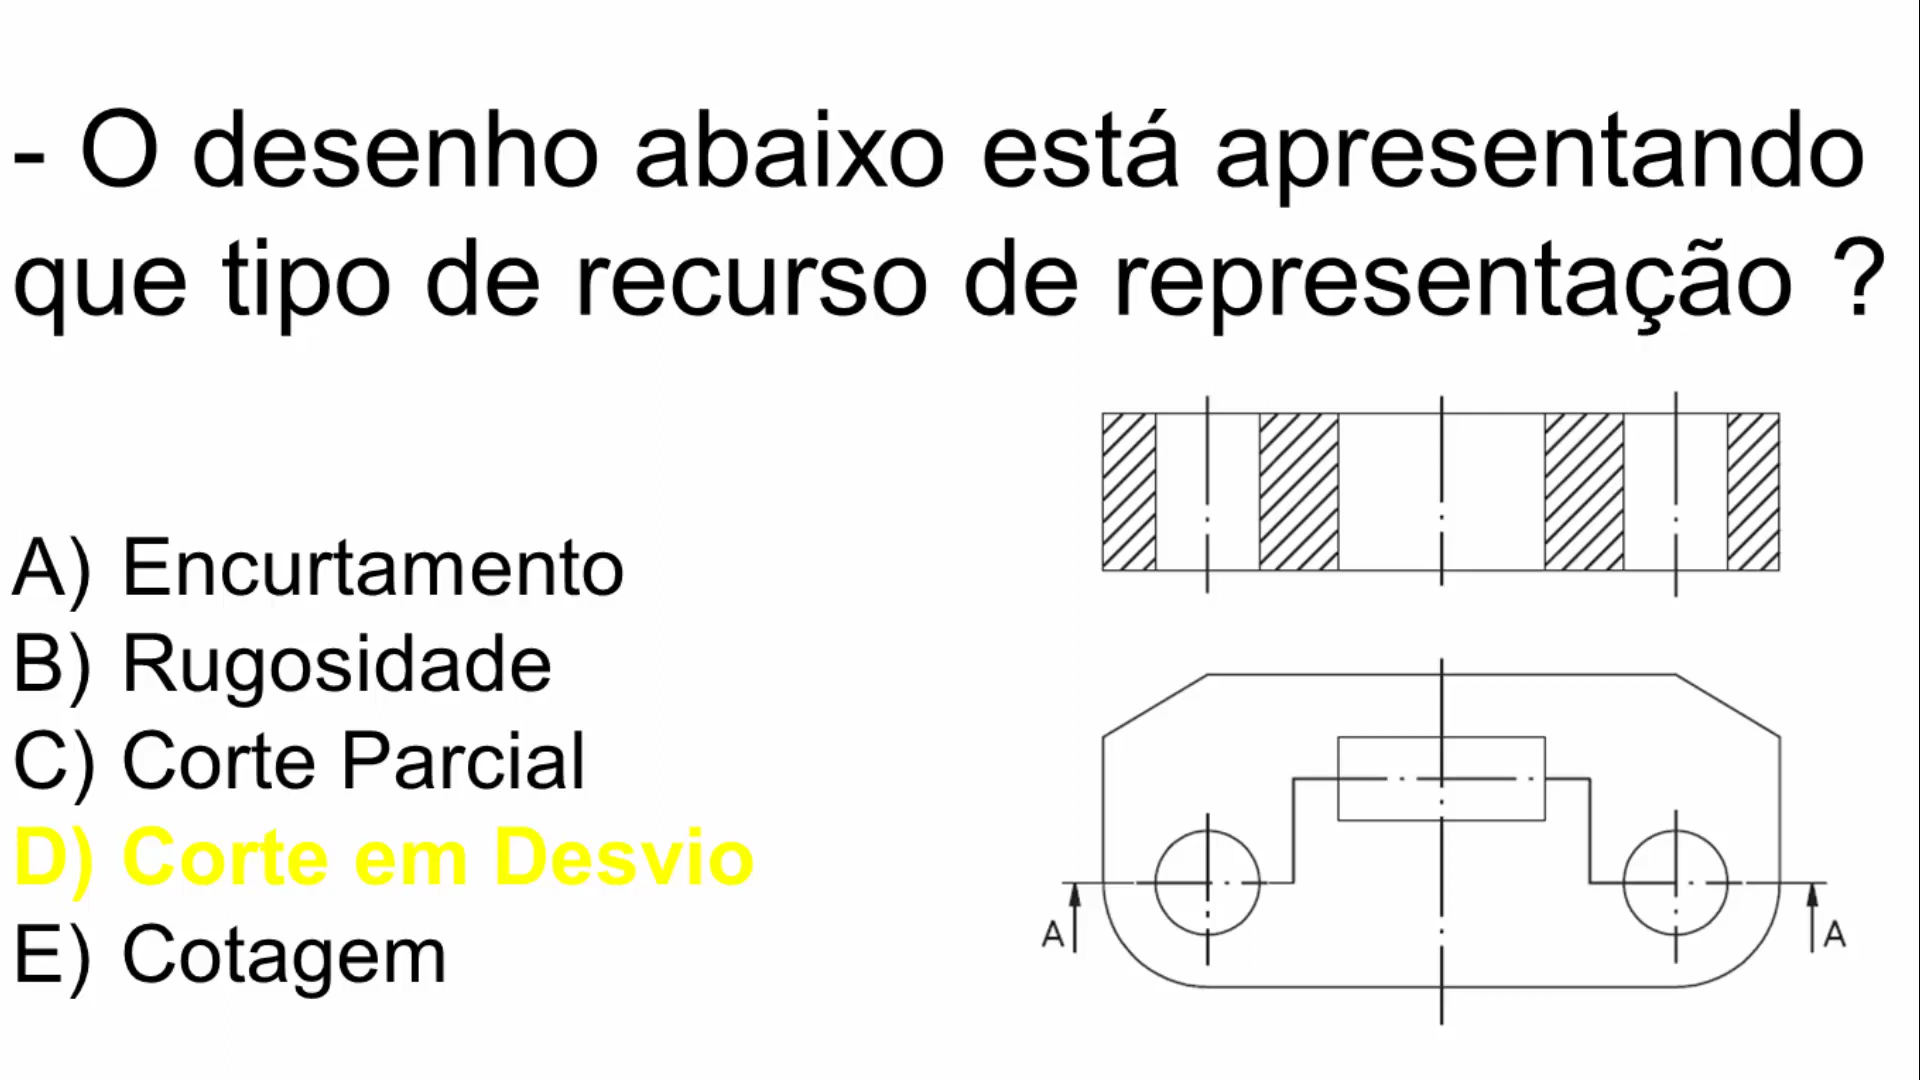 - O desenho abaixo está apresentando
que tipo de recurso de representação ?
A) Encurtamento
B) Rugosidade
C) Corte Parcial
D) Corte em Desvio
E) Cotagem
A A